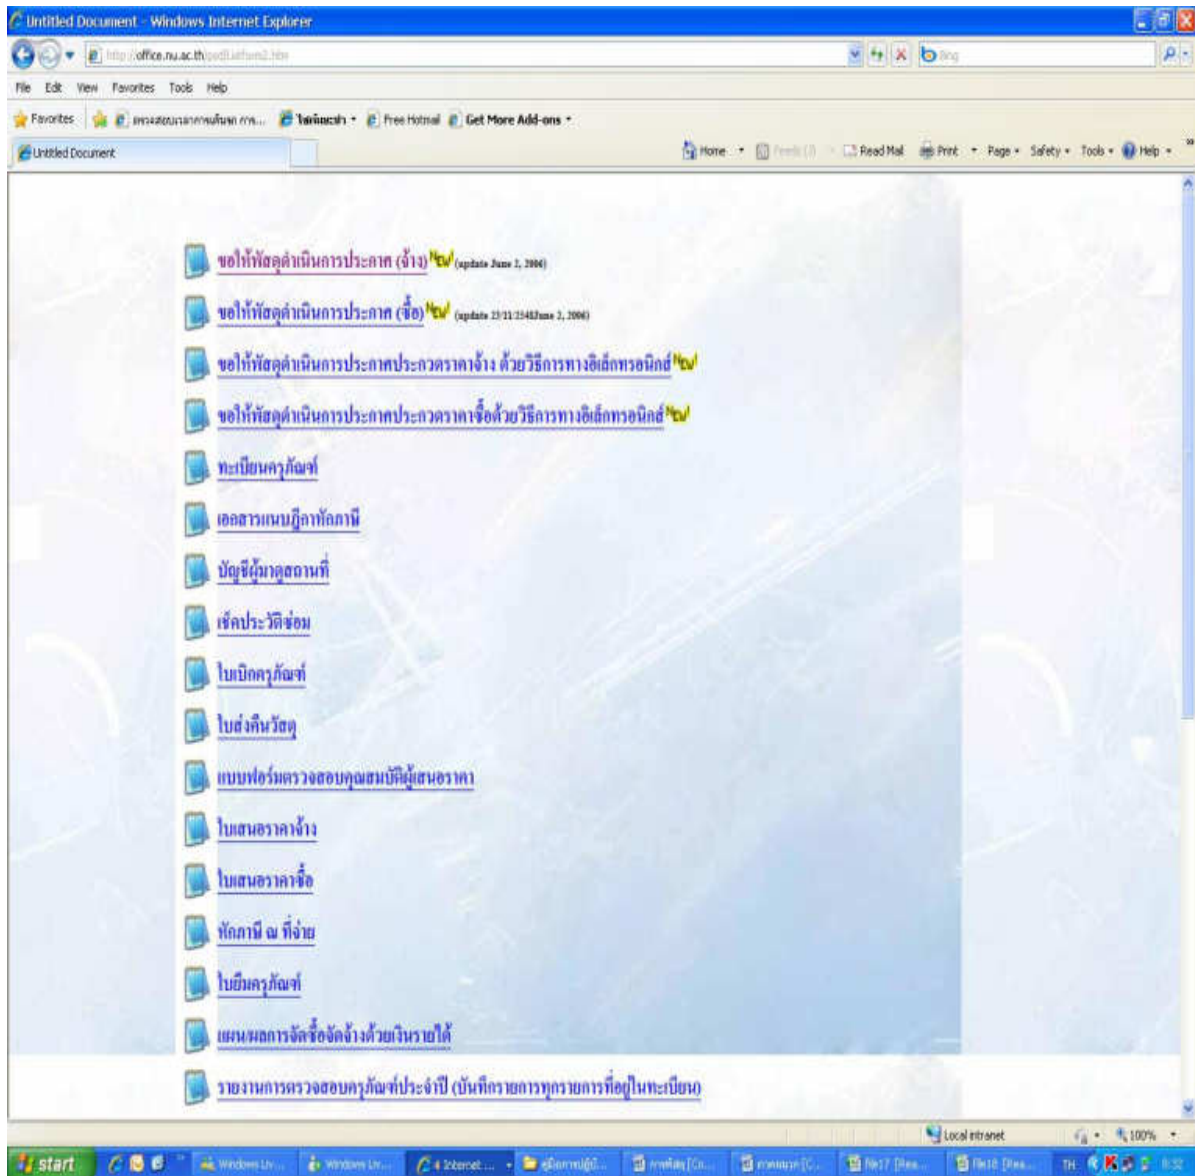 Untitled Document - Windows Internet Explorer
http://office.nu.ac.th
Bing
File Edit View Favorites Tools Help
Favorites Free Hotmail Get More Add-ons
Untitled Document Home Read Mail Print Page Safety Tools Help
ขอให้พัสดุดำเนินการประกาศ (จ้าง) New! (update June 2, 2006)
ขอให้พัสดุดำเนินการประกาศ (ซื้อ) New! (update 23/11/2548June 2, 2006)
ขอให้พัสดุดำเนินการประกาศประกวดราคาจ้าง ด้วยวิธีการทางอิเล็กทรอนิกส์ New!
ขอให้พัสดุดำเนินการประกาศประกวดราคาซื้อด้วยวิธีการทางอิเล็กทรอนิกส์ New!
ทะเบียนครุภัณฑ์
เอกสารแนบฎีกาหักภาษี
บัญชีผู้มาดูสถานที่
เช็คประวัติซ่อม
ใบเบิกครุภัณฑ์
ใบส่งคืนวัสดุ
แบบฟอร์มตรวจสอบคุณสมบัติผู้เสนอราคา
ใบเสนอราคาจ้าง
ใบเสนอราคาซื้อ
หักภาษี ณ ที่จ่าย
ใบยืมครุภัณฑ์
แผน/ผลการจัดซื้อจัดจ้างด้วยเงินรายได้
รายงานการตรวจสอบครุภัณฑ์ประจำปี (บันทึกรายการทุกรายการที่อยู่ในทะเบียน)
Local intranet 100%
start Windows Liv... Windows Liv... 4 Internet ... TH